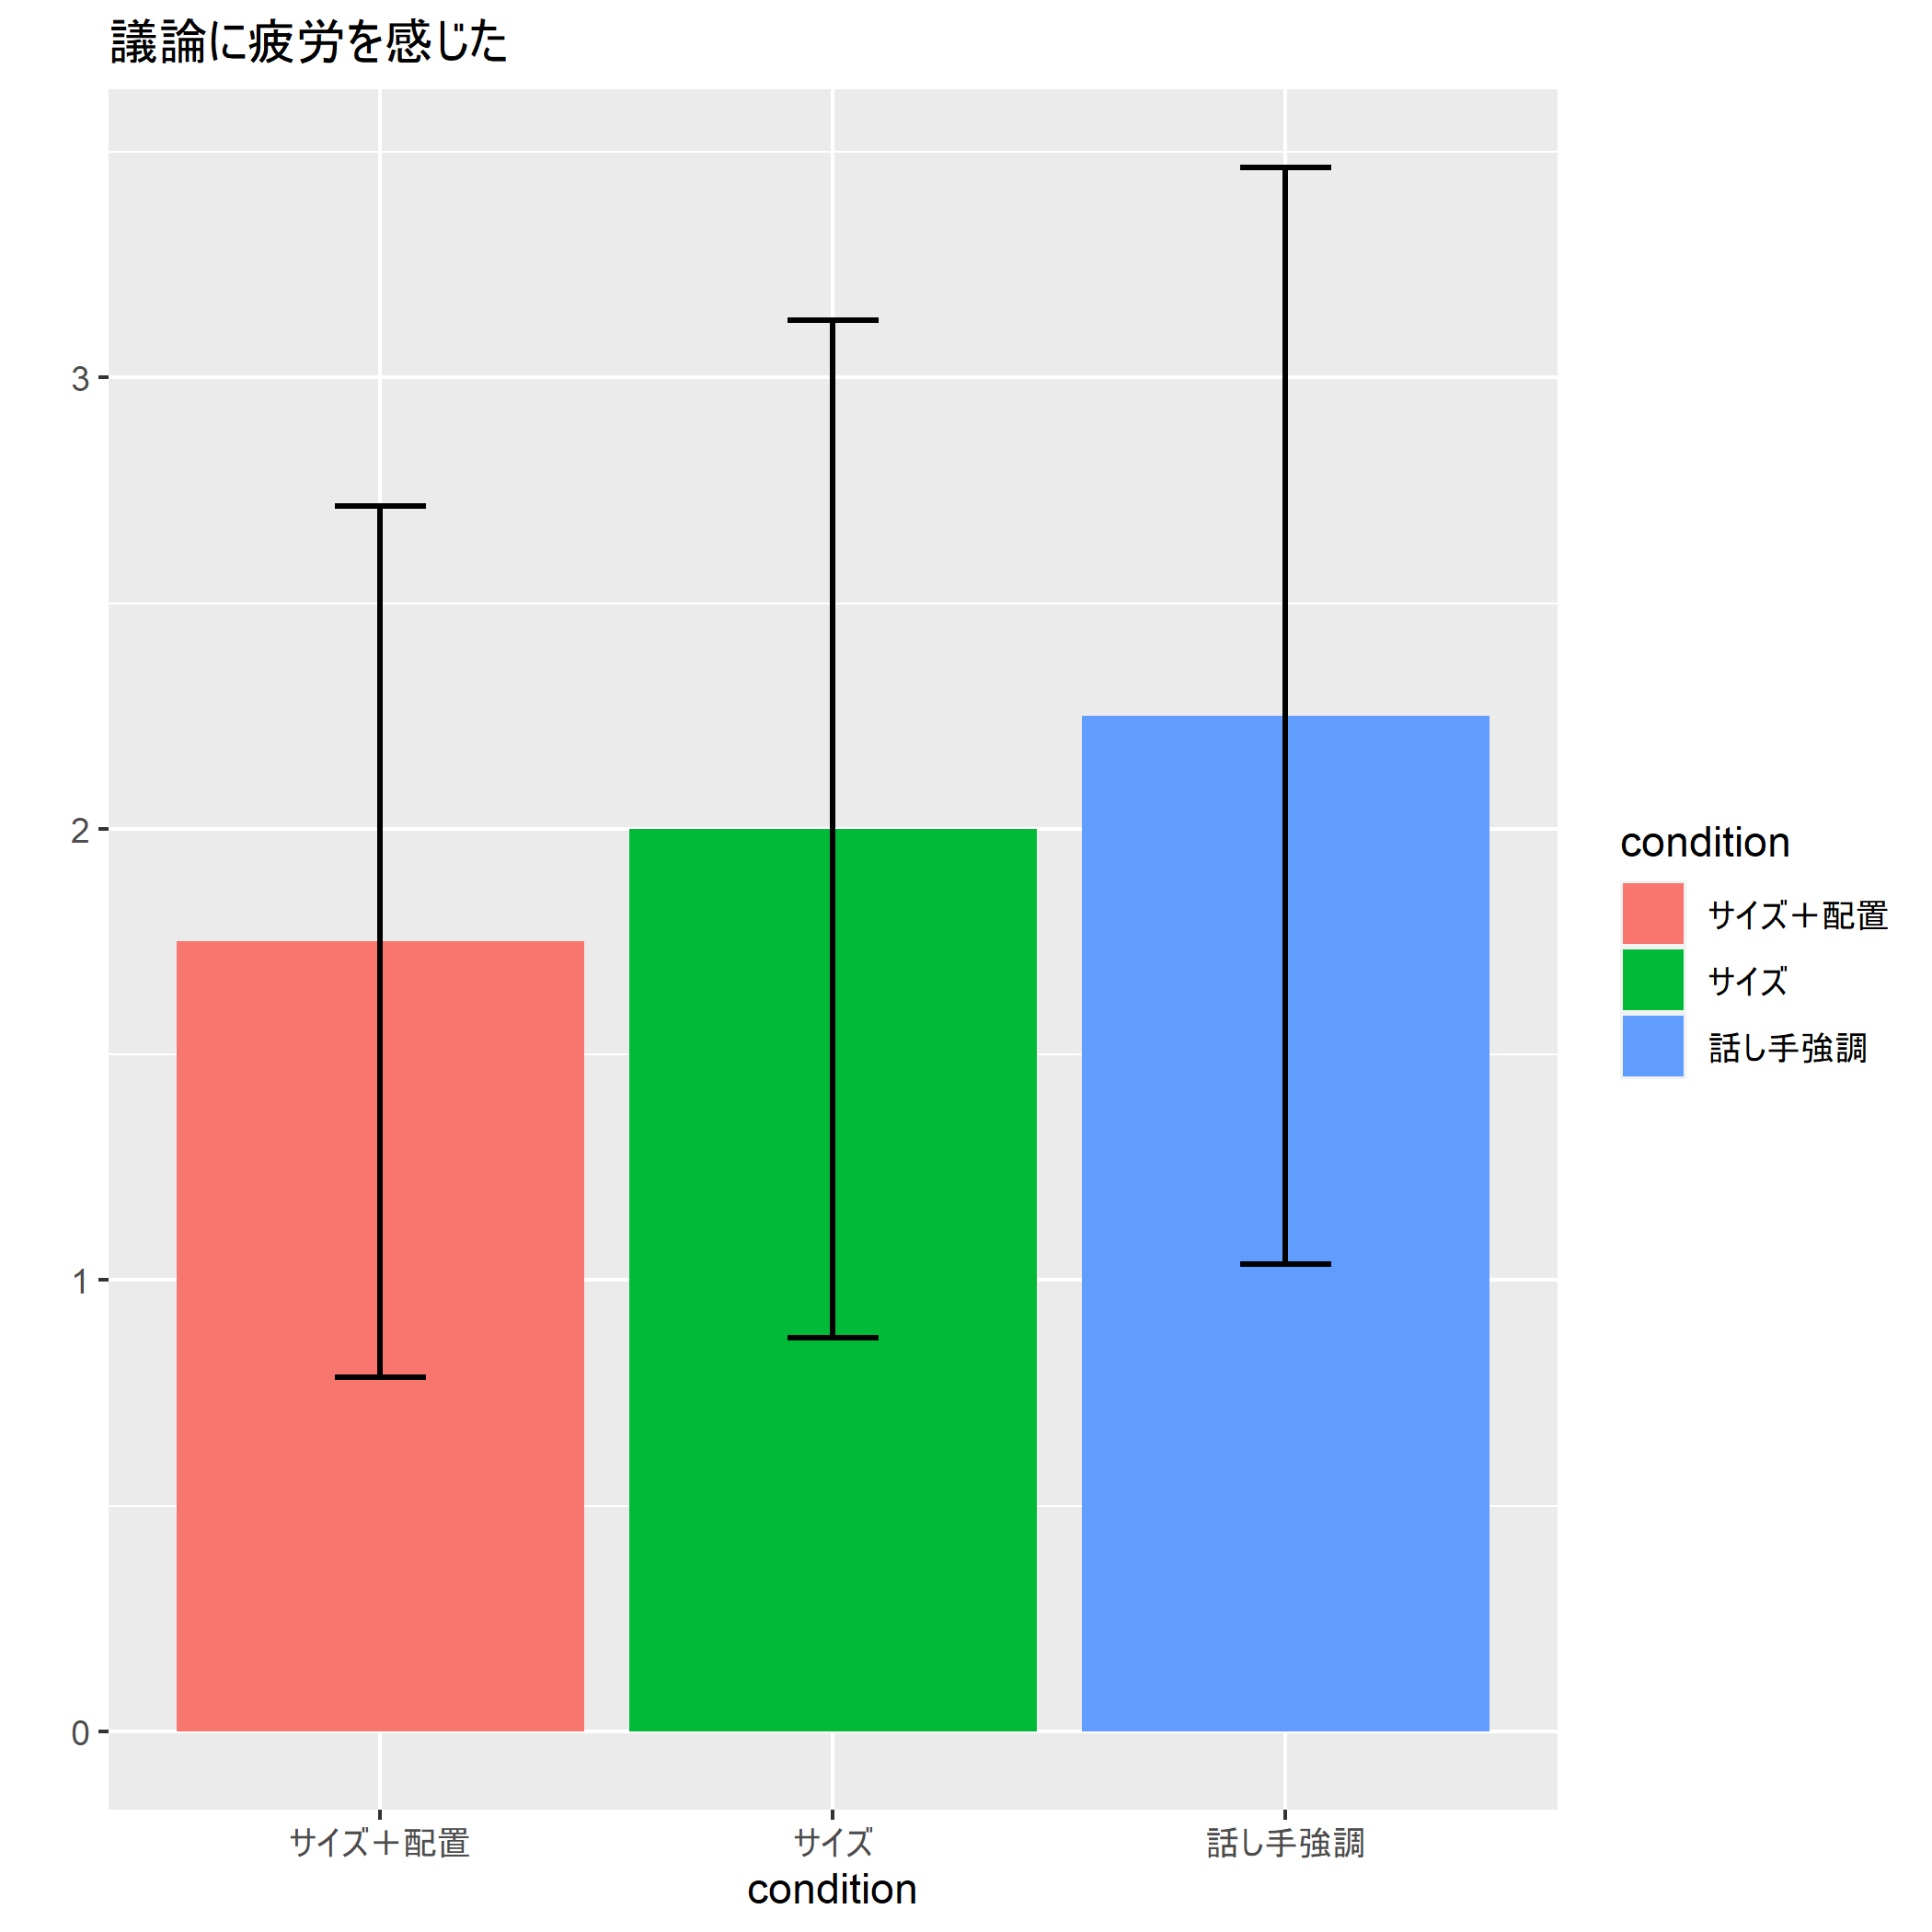 議論に疲労を感じた
3
2
1
0
サイズ＋配置
サイズ
話し手強調
condition
condition
サイズ＋配置
サイズ
話し手強調